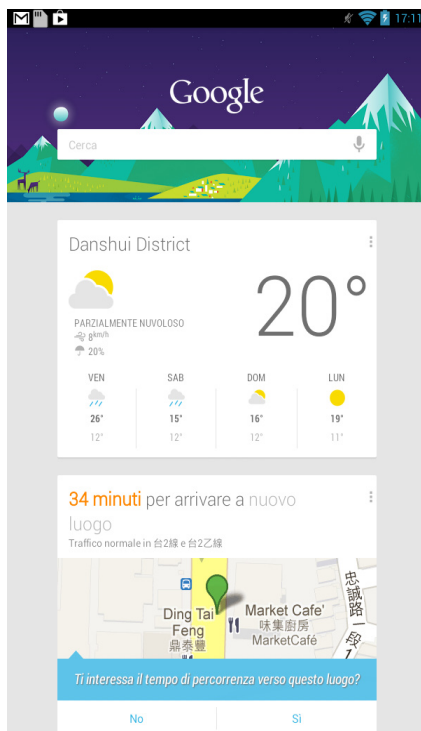 17:11
Google
Cerca
Danshui District
20°
PARZIALMENTE NUVOLOSO
8km/h
20%
VEN SAB DOM LUN
26° 15° 16° 19°
12° 12° 12° 11°
34 minuti per arrivare a nuovo
luogo
Traffico normale in 台2線 e 台2乙線
忠誠路一段
Ding Tai
Feng
鼎泰豐
Market Cafe'
味集廚房
MarketCafé
Ti interessa il tempo di percorrenza verso questo luogo?
No Sì